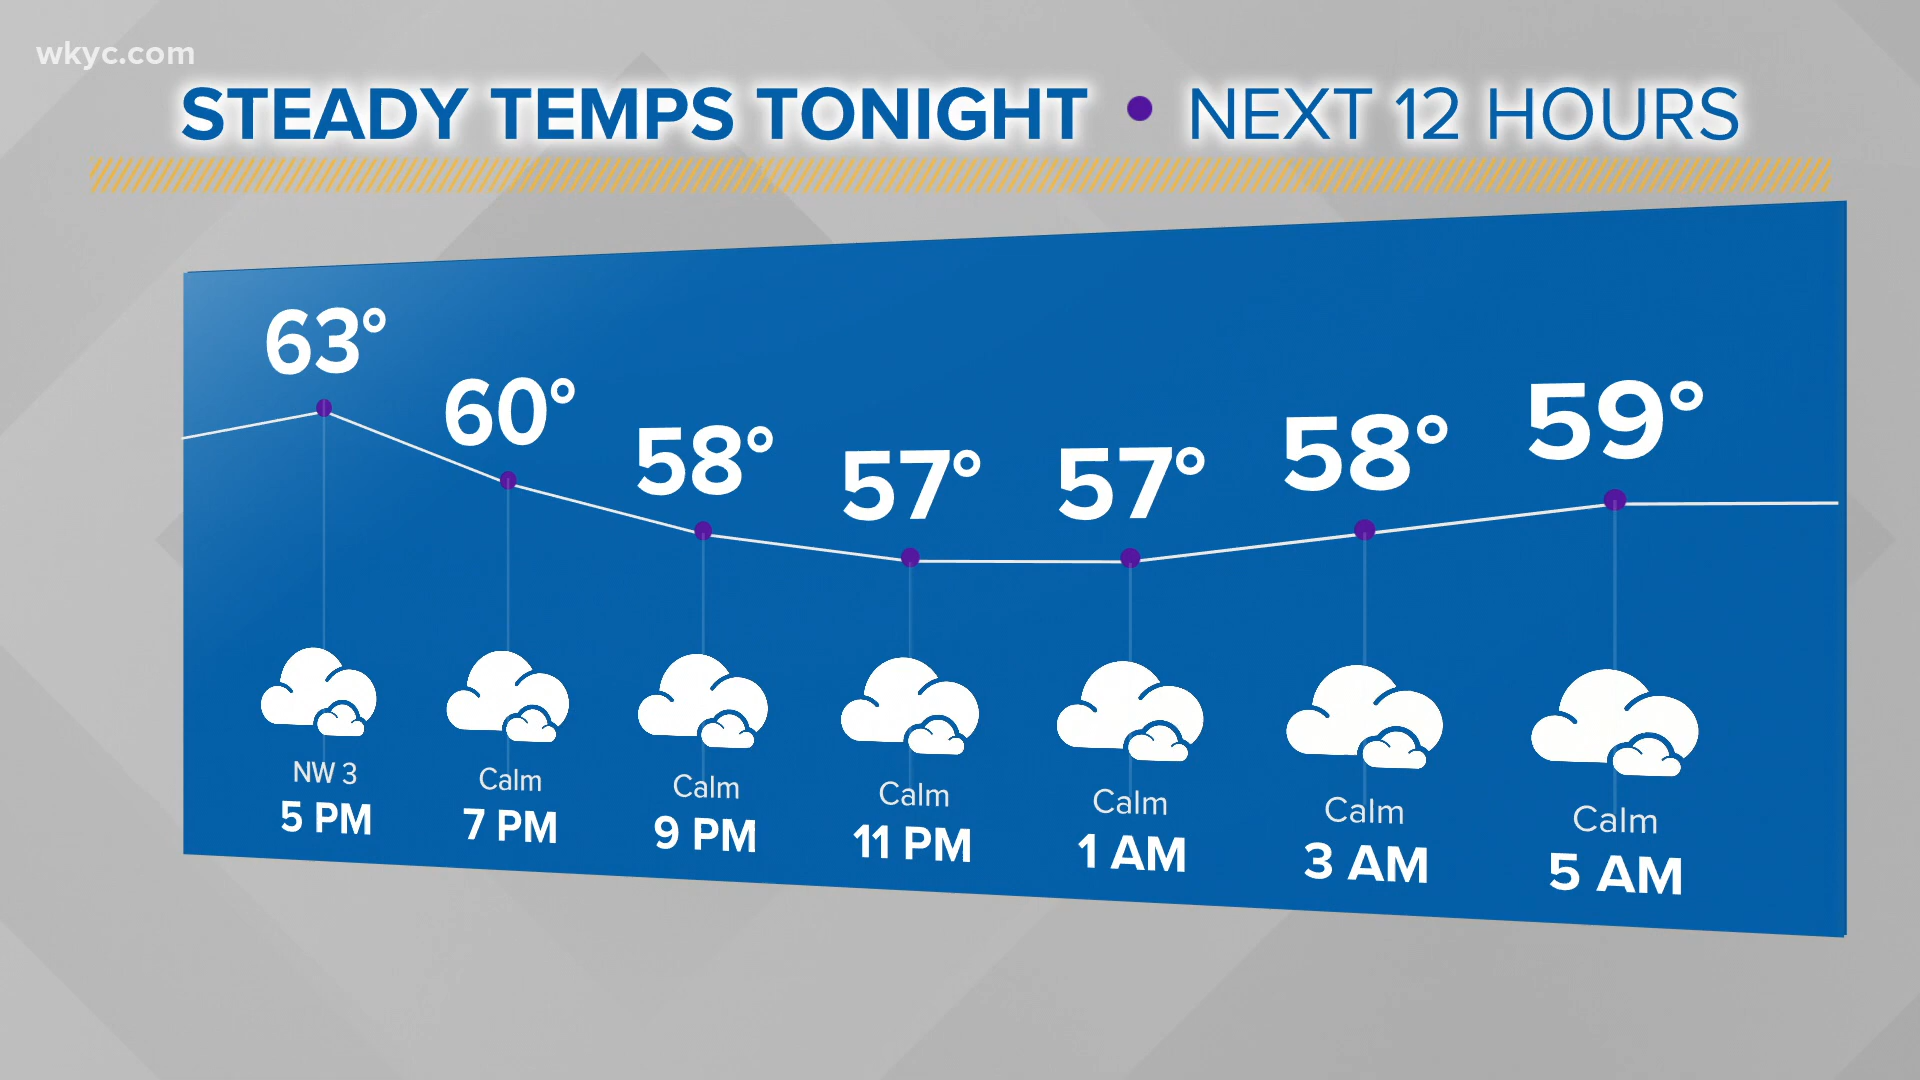 wkyc.com
STEADY TEMPS TONIGHT • NEXT 12 HOURS
63° 60° 58° 57° 57° 58° 59°
NW 3 Calm Calm Calm Calm Calm Calm
5 PM 7 PM 9 PM 11 PM 1 AM 3 AM 5 AM